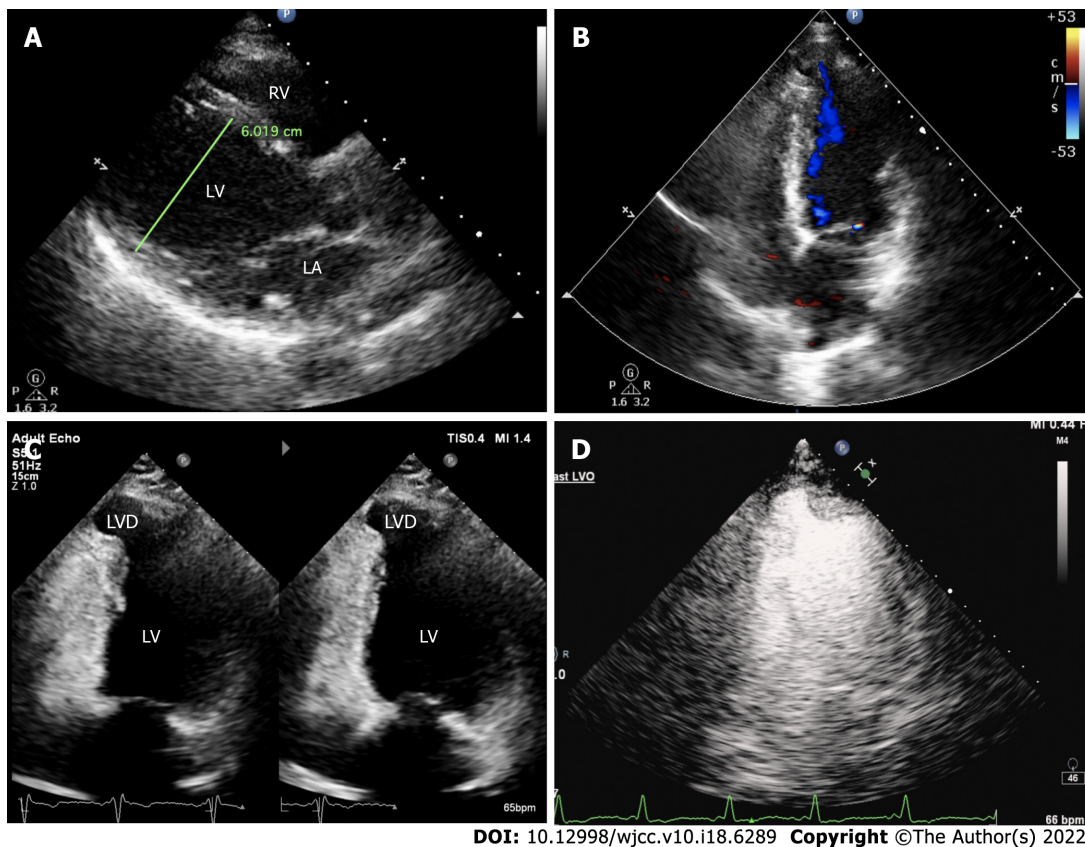 A
P
RV
6.019 cm
LV
LA
G
P R
1.6 3.2
B
P
+53
c
m
/
s
-53
G
P R
1.6 3.2
Adult Echo
TIS0.4 MI 1.4
C
51Hz
15cm
Z 1.0
P
P
LVD
LVD
LV
LV
65bpm
MI 0.44
M4
D
P
X
ast LVO
R
.0
46
66 bpm
DOI: 10.12998/wjcc.v10.i18.6289 Copyright ©The Author(s) 2022